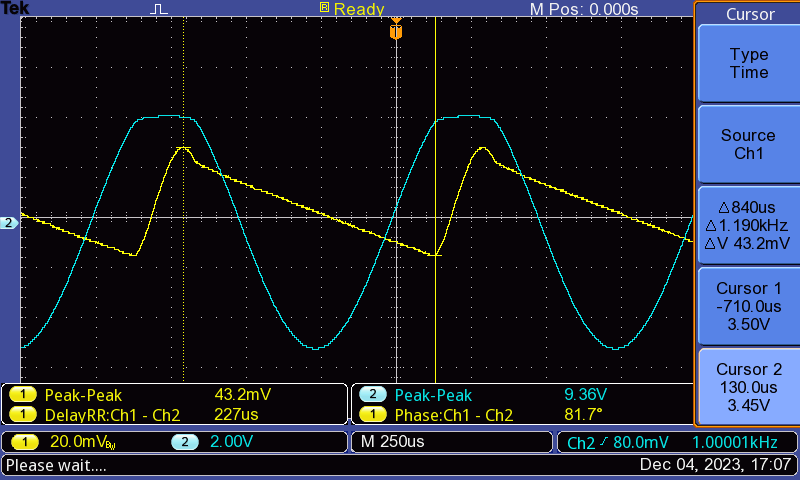 Tek
R Ready
M Pos: 0.000s
Cursor
T
Type
Time
Source
Ch1
2
△840us
△1.190kHz
△V 43.2mV
Cursor 1
-710.0us
3.50V
Cursor 2
130.0us
3.45V
1 Peak-Peak 43.2mV
1 DelayRR:Ch1 - Ch2 227us
2 Peak-Peak 9.36V
1 Phase:Ch1 - Ch2 81.7°
1 20.0mVBW 2 2.00V
M 250us
Ch2 80.0mV 1.00001kHz
Please wait....
Dec 04, 2023, 17:07